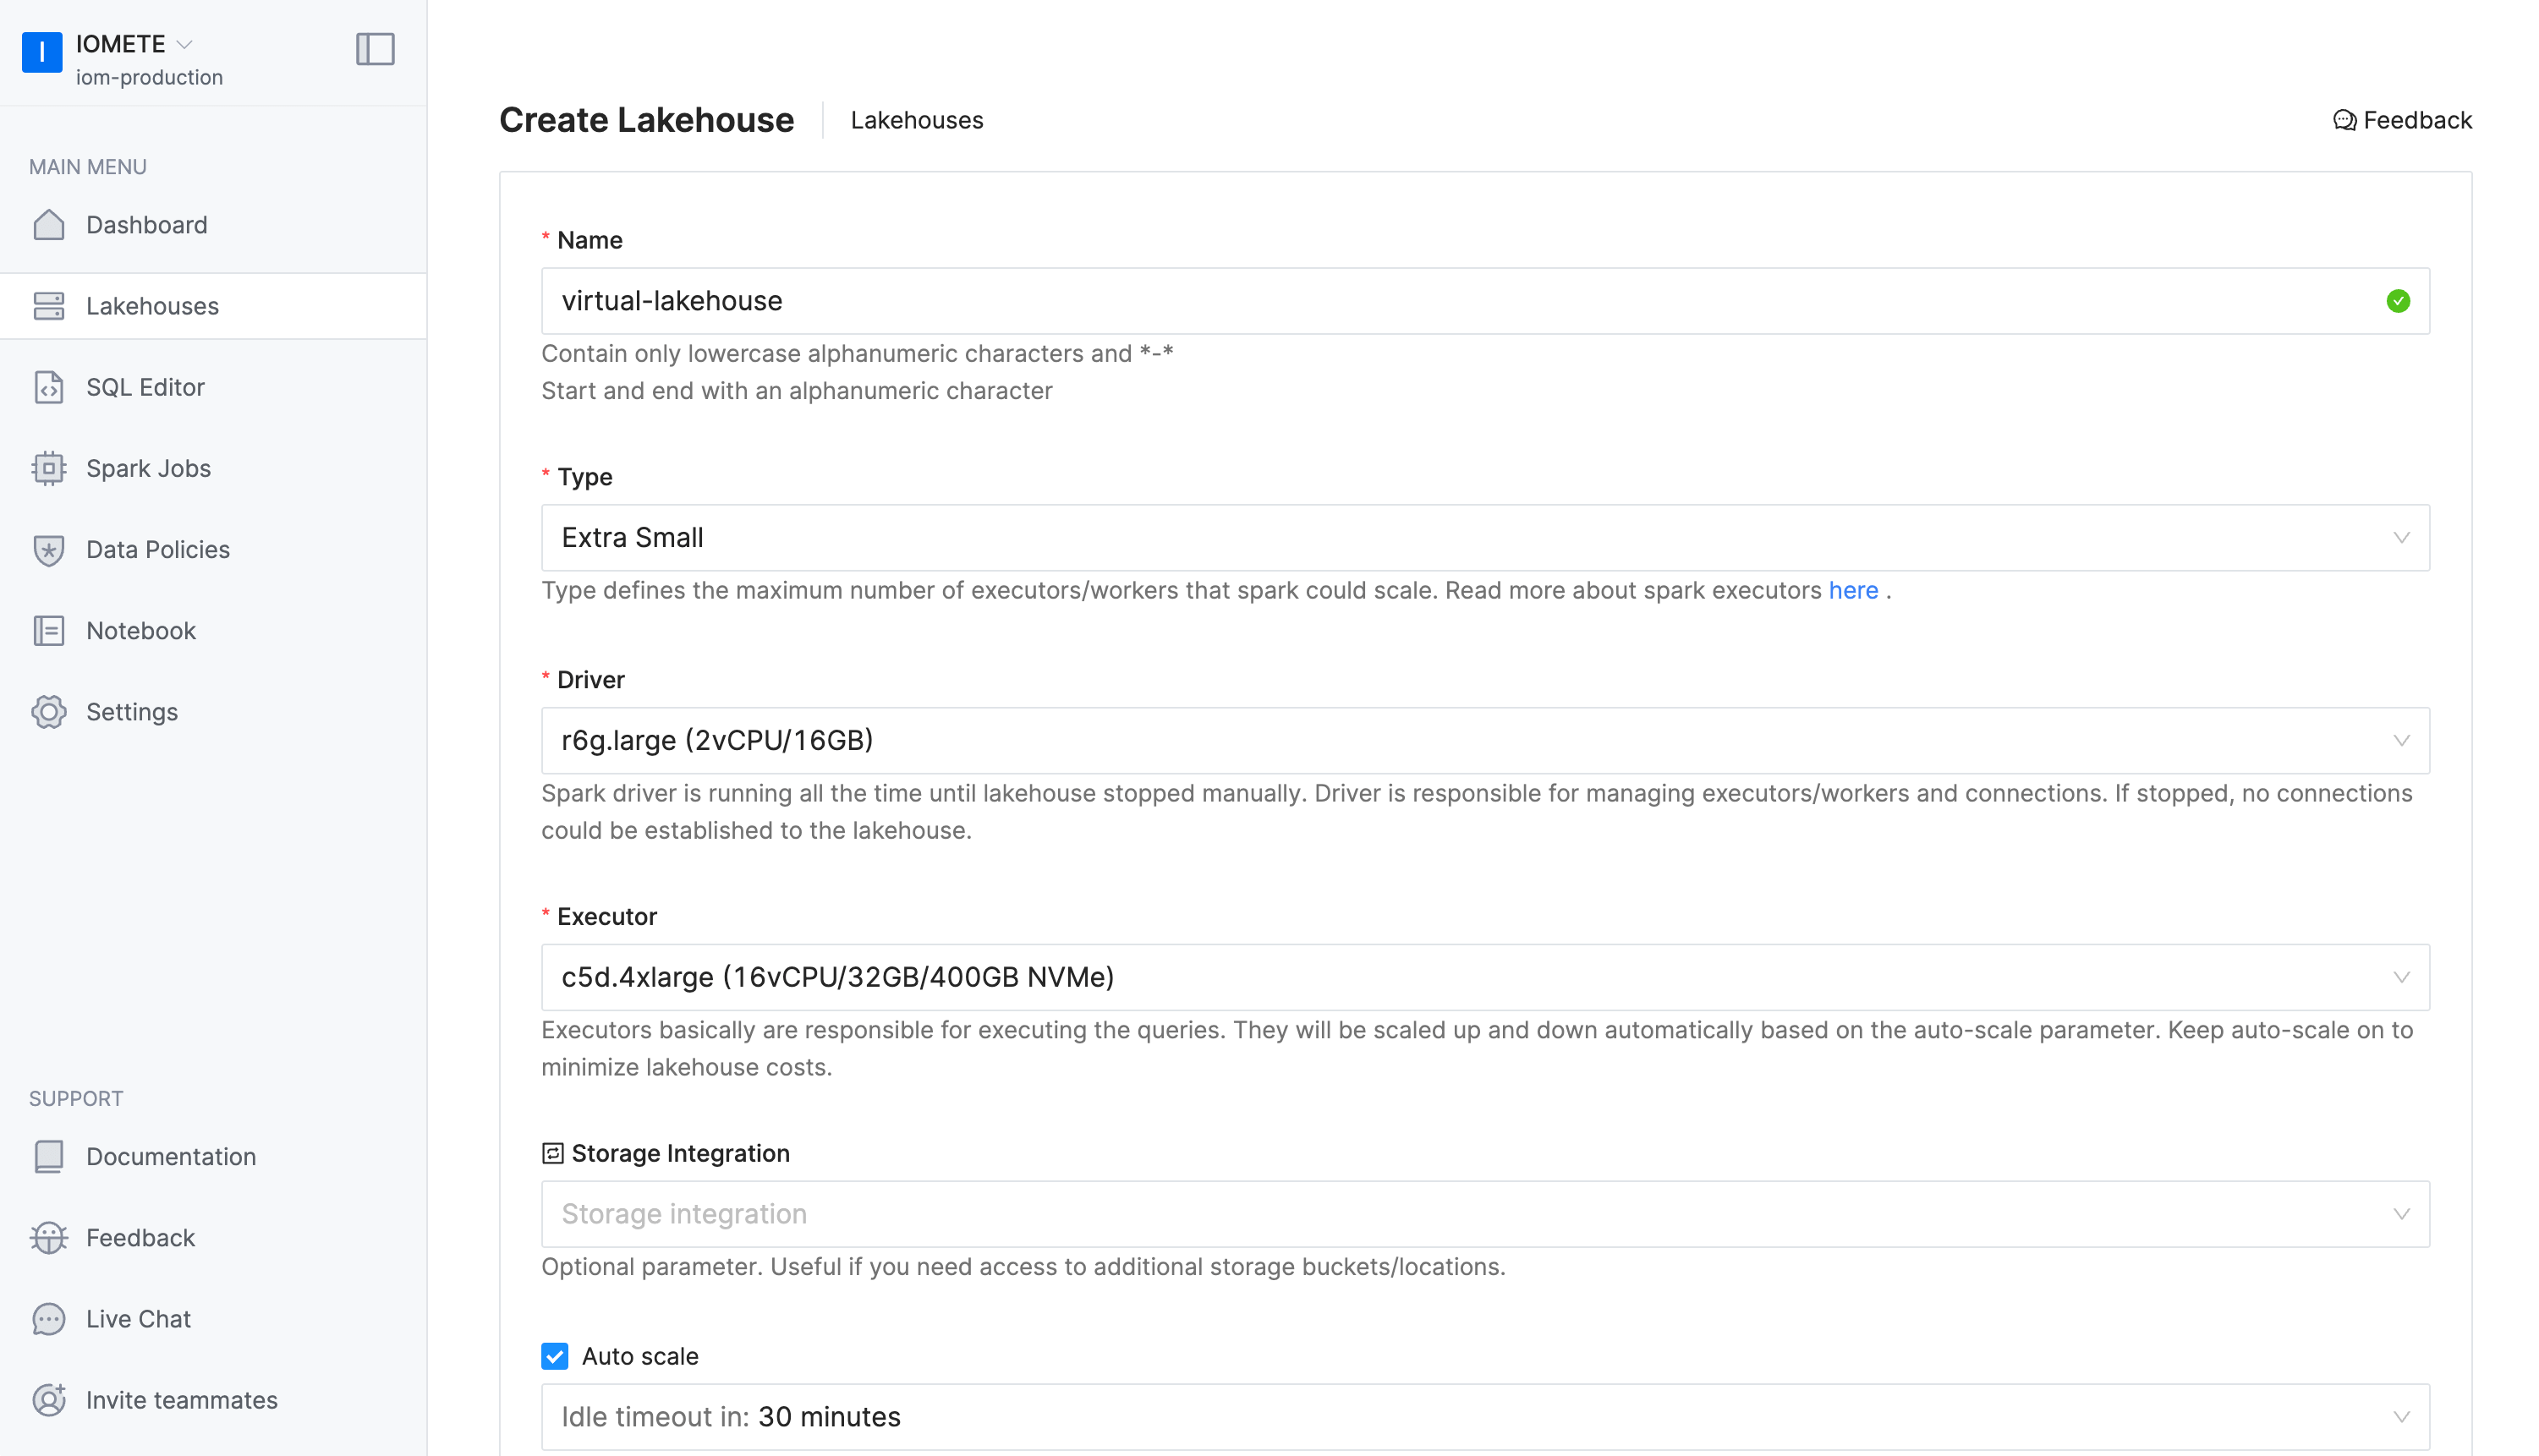 I
IOMETE
iom-production
MAIN MENU
Dashboard
Lakehouses
SQL Editor
Spark Jobs
Data Policies
Notebook
Settings
SUPPORT
Documentation
Feedback
Live Chat
Invite teammates
Create Lakehouse
Lakehouses
Feedback
* Name
virtual-lakehouse
Contain only lowercase alphanumeric characters and *-*
Start and end with an alphanumeric character
* Type
Extra Small
Type defines the maximum number of executors/workers that spark could scale. Read more about spark executors here .
* Driver
r6g.large (2vCPU/16GB)
Spark driver is running all the time until lakehouse stopped manually. Driver is responsible for managing executors/workers and connections. If stopped, no connections
could be established to the lakehouse.
* Executor
c5d.4xlarge (16vCPU/32GB/400GB NVMe)
Executors basically are responsible for executing the queries. They will be scaled up and down automatically based on the auto-scale parameter. Keep auto-scale on to
minimize lakehouse costs.
Storage Integration
Storage integration
Optional parameter. Useful if you need access to additional storage buckets/locations.
Auto scale
Idle timeout in: 30 minutes